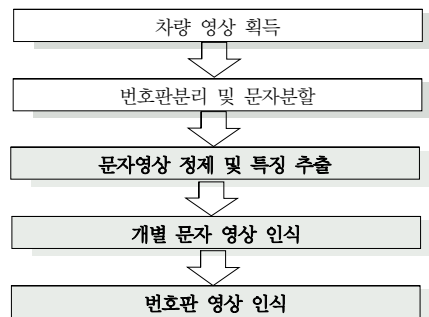 차량 영상 획득
번호판분리 및 문자분할
문자영상 정제 및 특징 추출
개별 문자 영상 인식
번호판 영상 인식